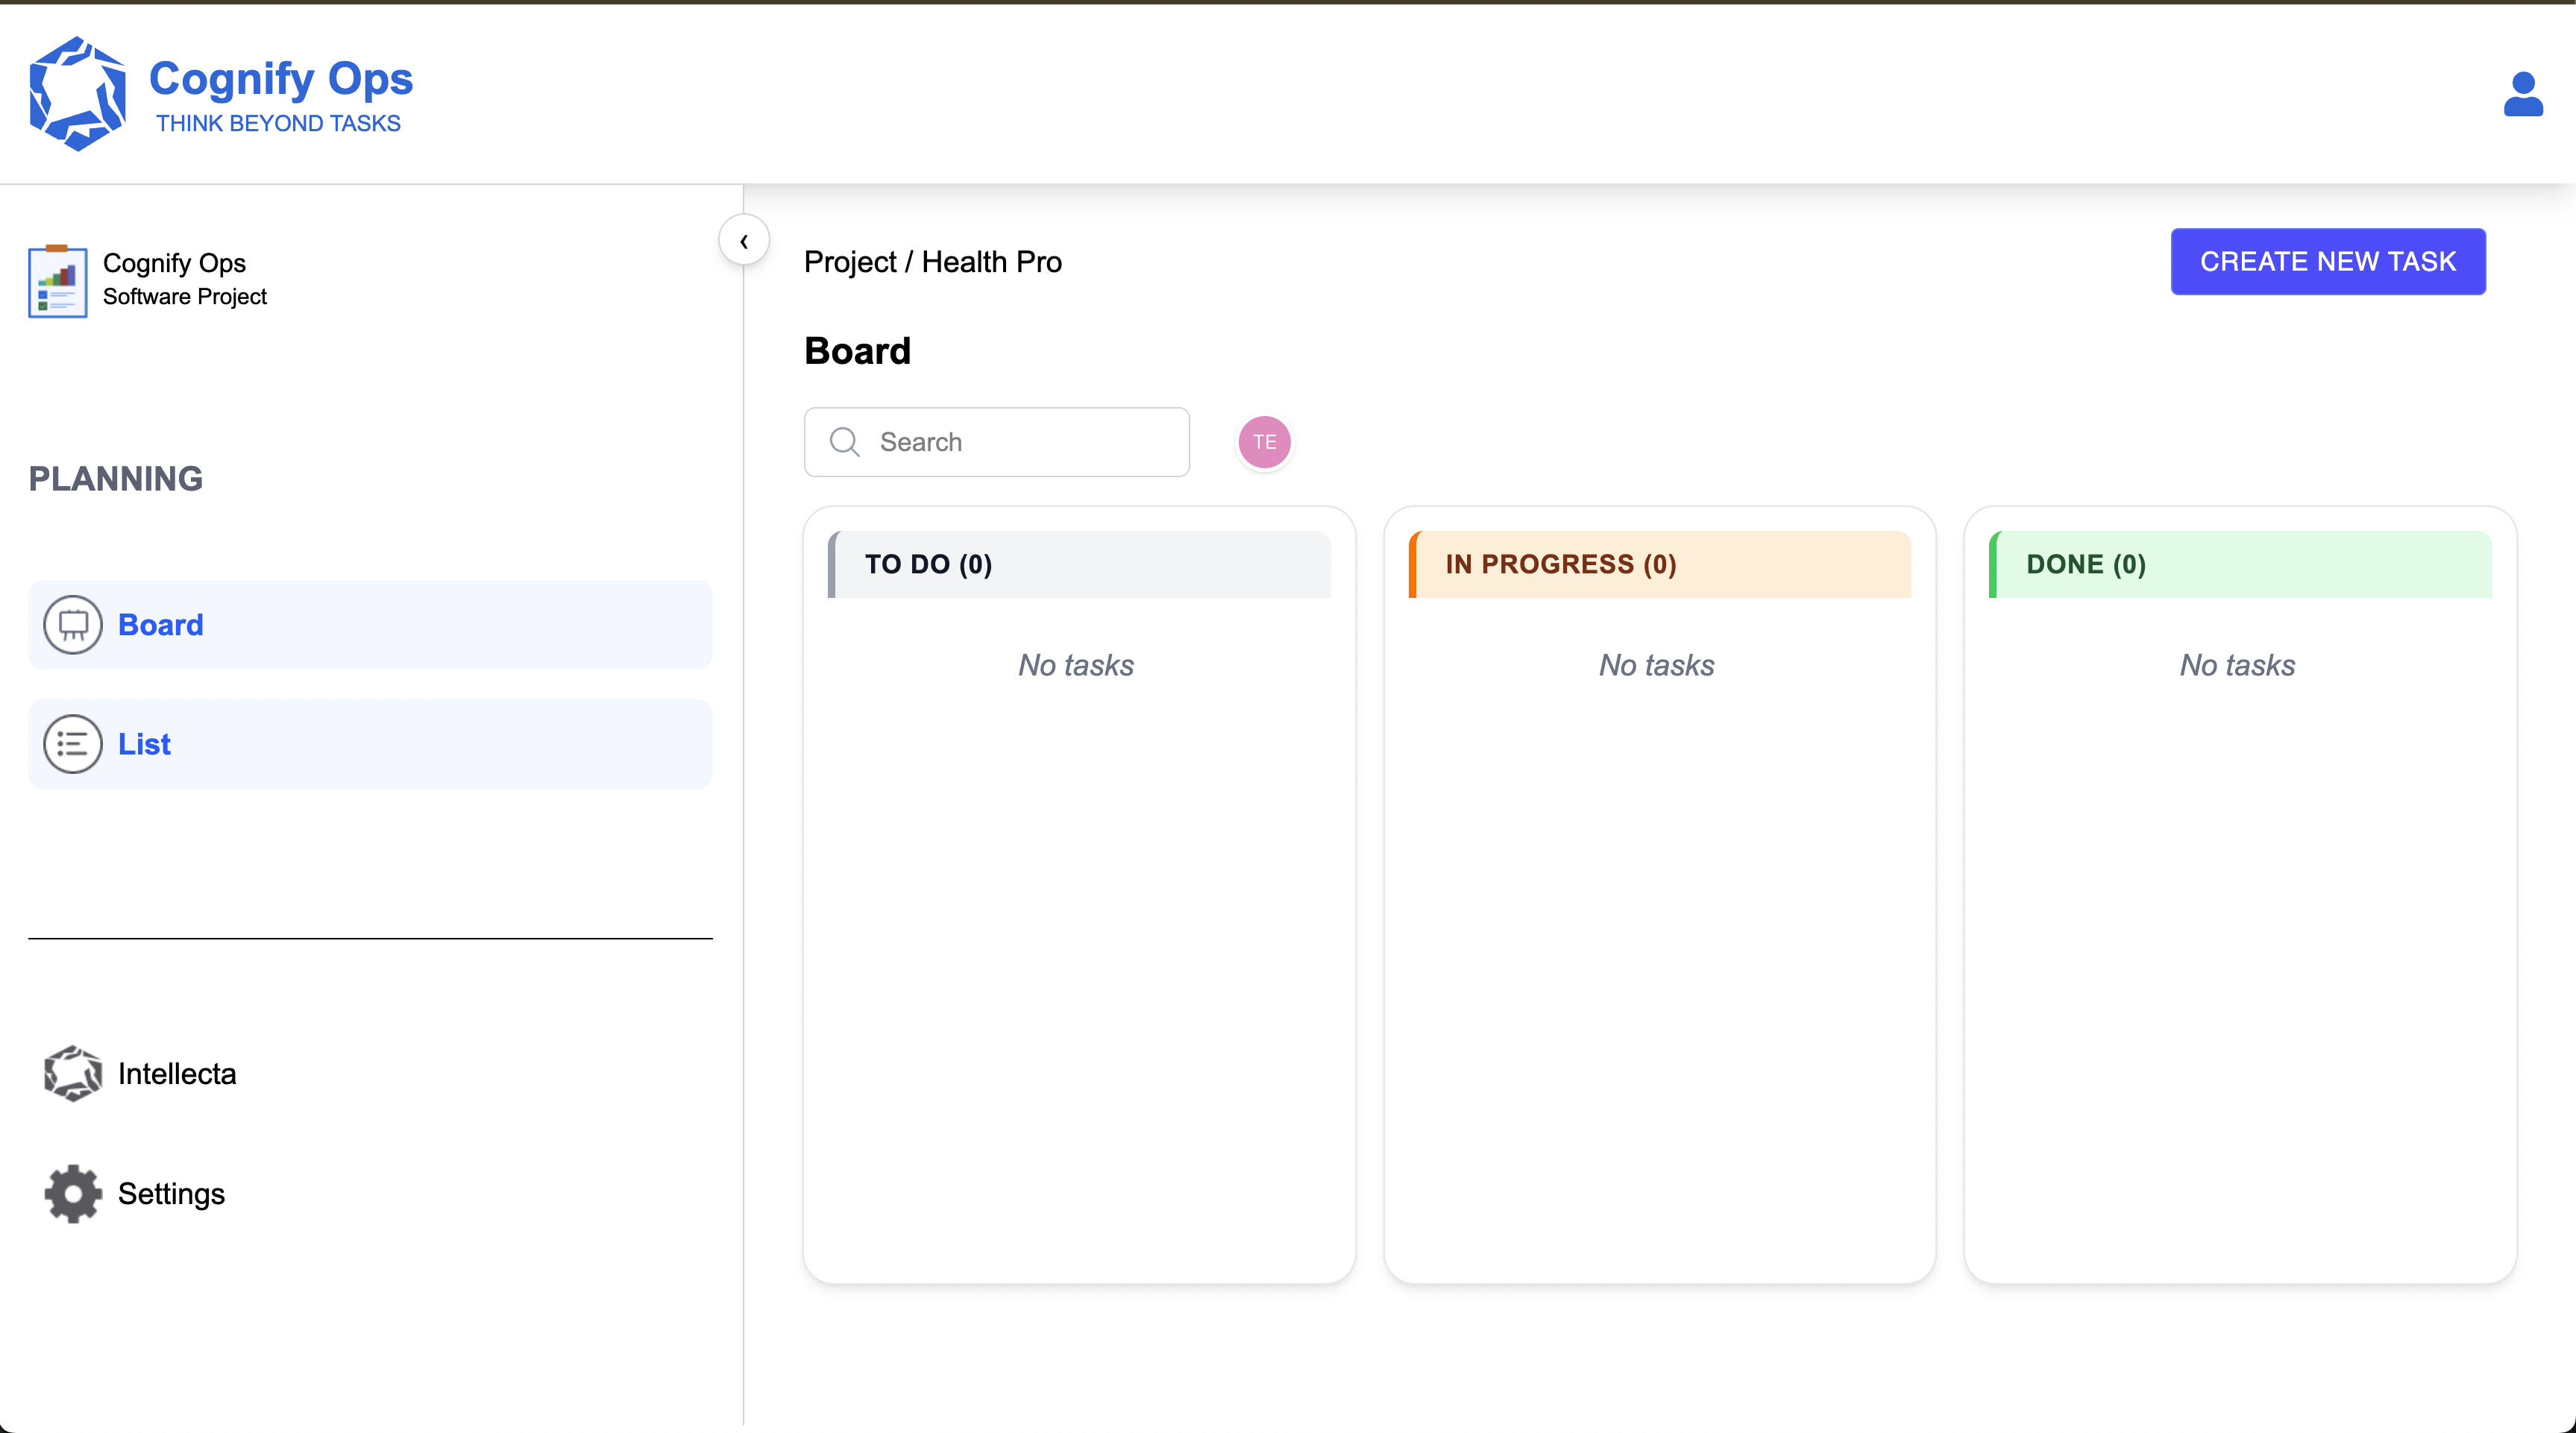 Cognify Ops
THINK BEYOND TASKS
Cognify Ops
Software Project
PLANNING
Board
List
Intellecta
Settings
Project / Health Pro
CREATE NEW TASK
Board
Search
TE
TO DO (0)
No tasks
IN PROGRESS (0)
No tasks
DONE (0)
No tasks